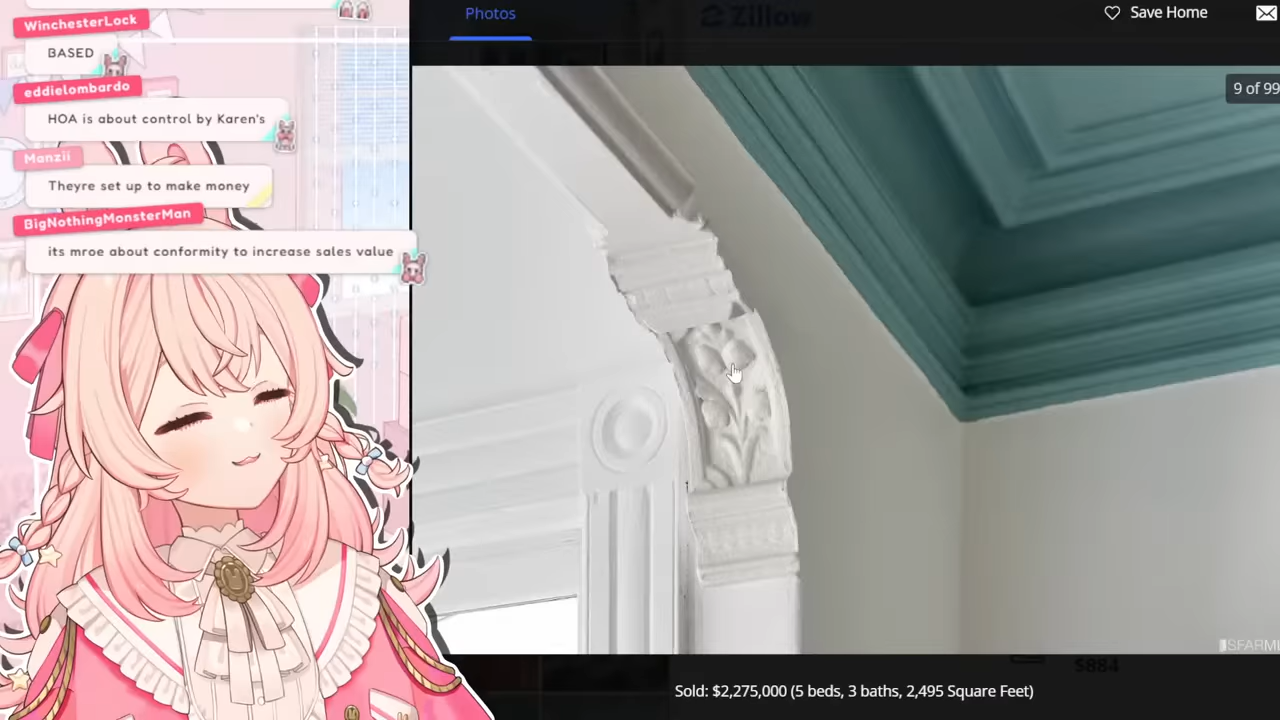 WinchesterLock
BASED
eddielombardo
HOA is about control by Karen's
Manzii
Theyre set up to make money
BigNothingMonsterMan
its mroe about conformity to increase sales value
Photos
Zillow
Save Home
9 of 99
$884
Sold: $2,275,000 (5 beds, 3 baths, 2,495 Square Feet)